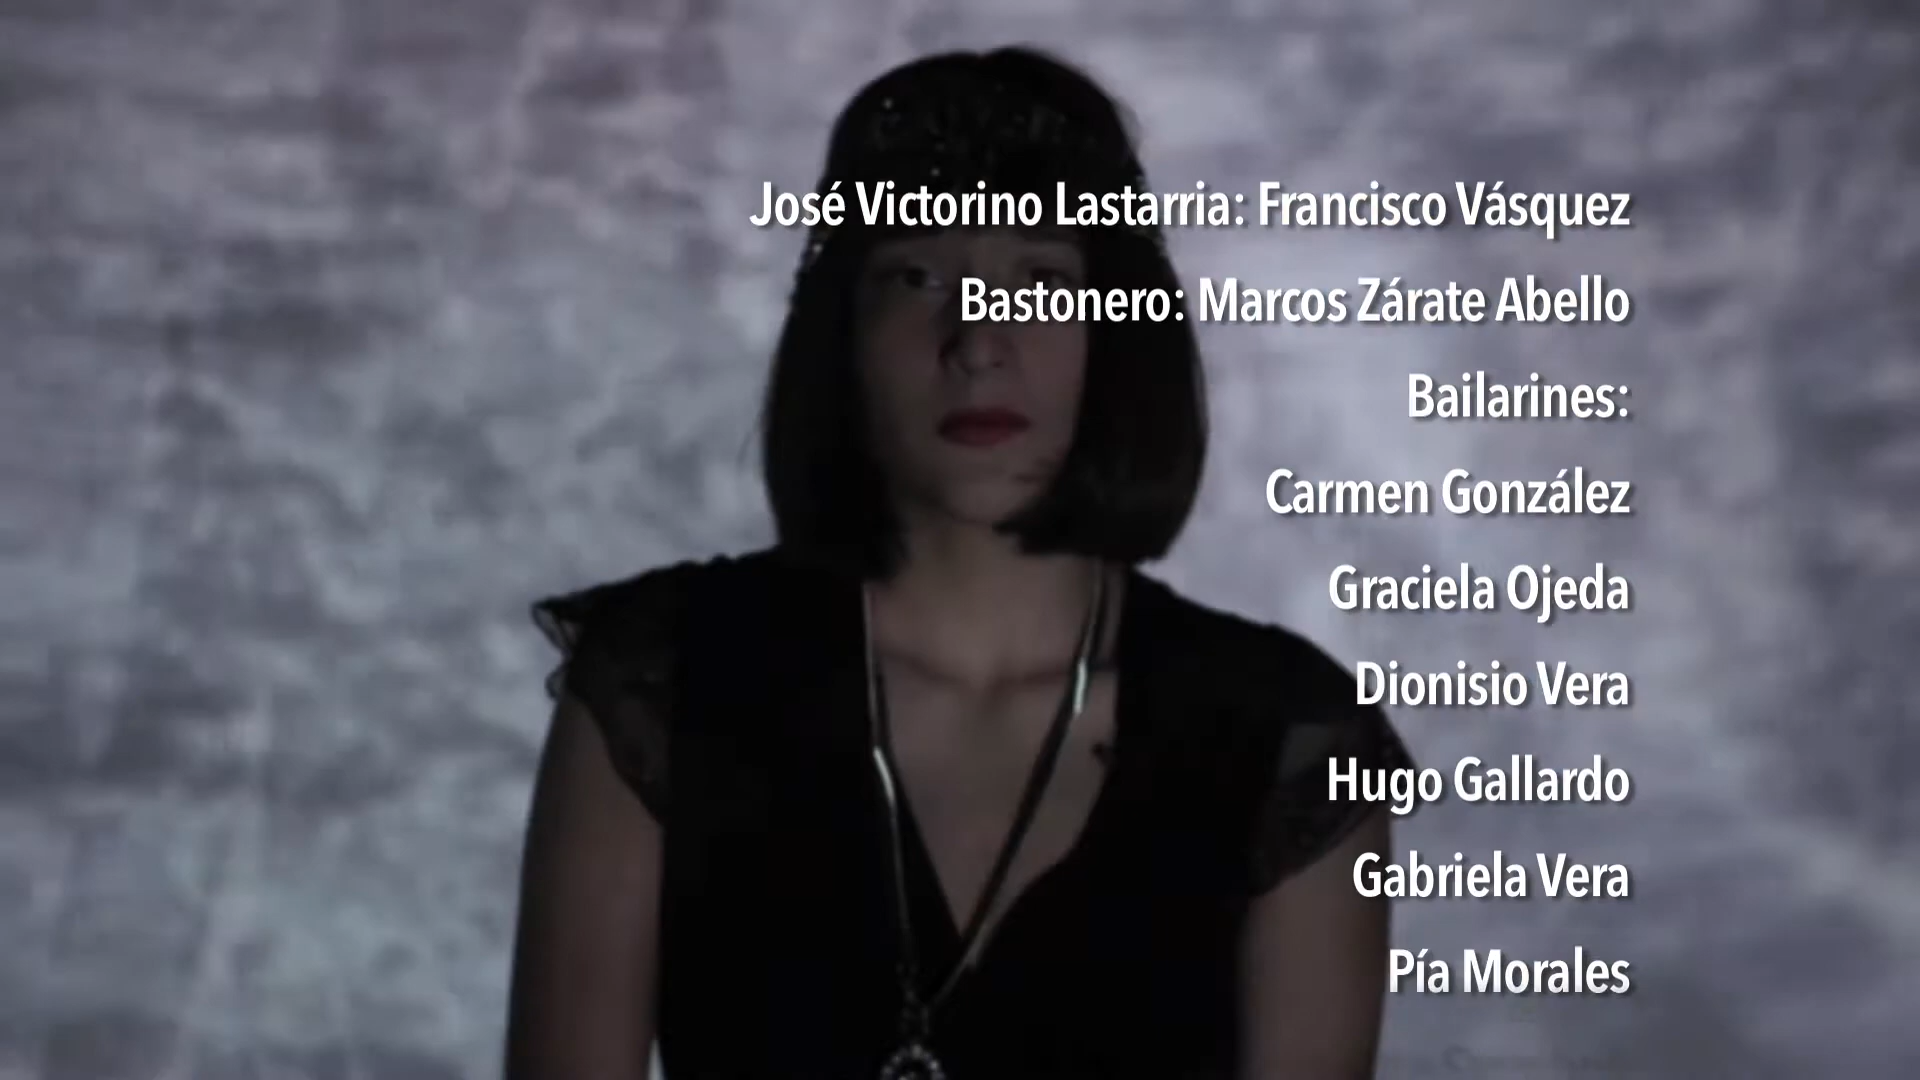 José Victorino Lastarria: Francisco Vásquez
Bastonero: Marcos Zárate Abello
Bailarines:
Carmen González
Graciela Ojeda
Dionisio Vera
Hugo Gallardo
Gabriela Vera
Pía Morales